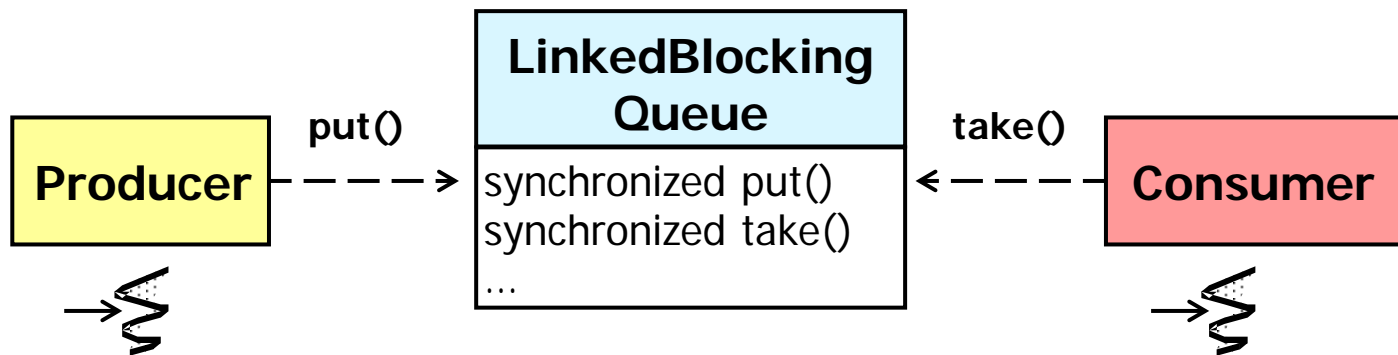 LinkedBlocking
Queue
put()
take()
Producer
synchronized put()
synchronized take()
...
Consumer